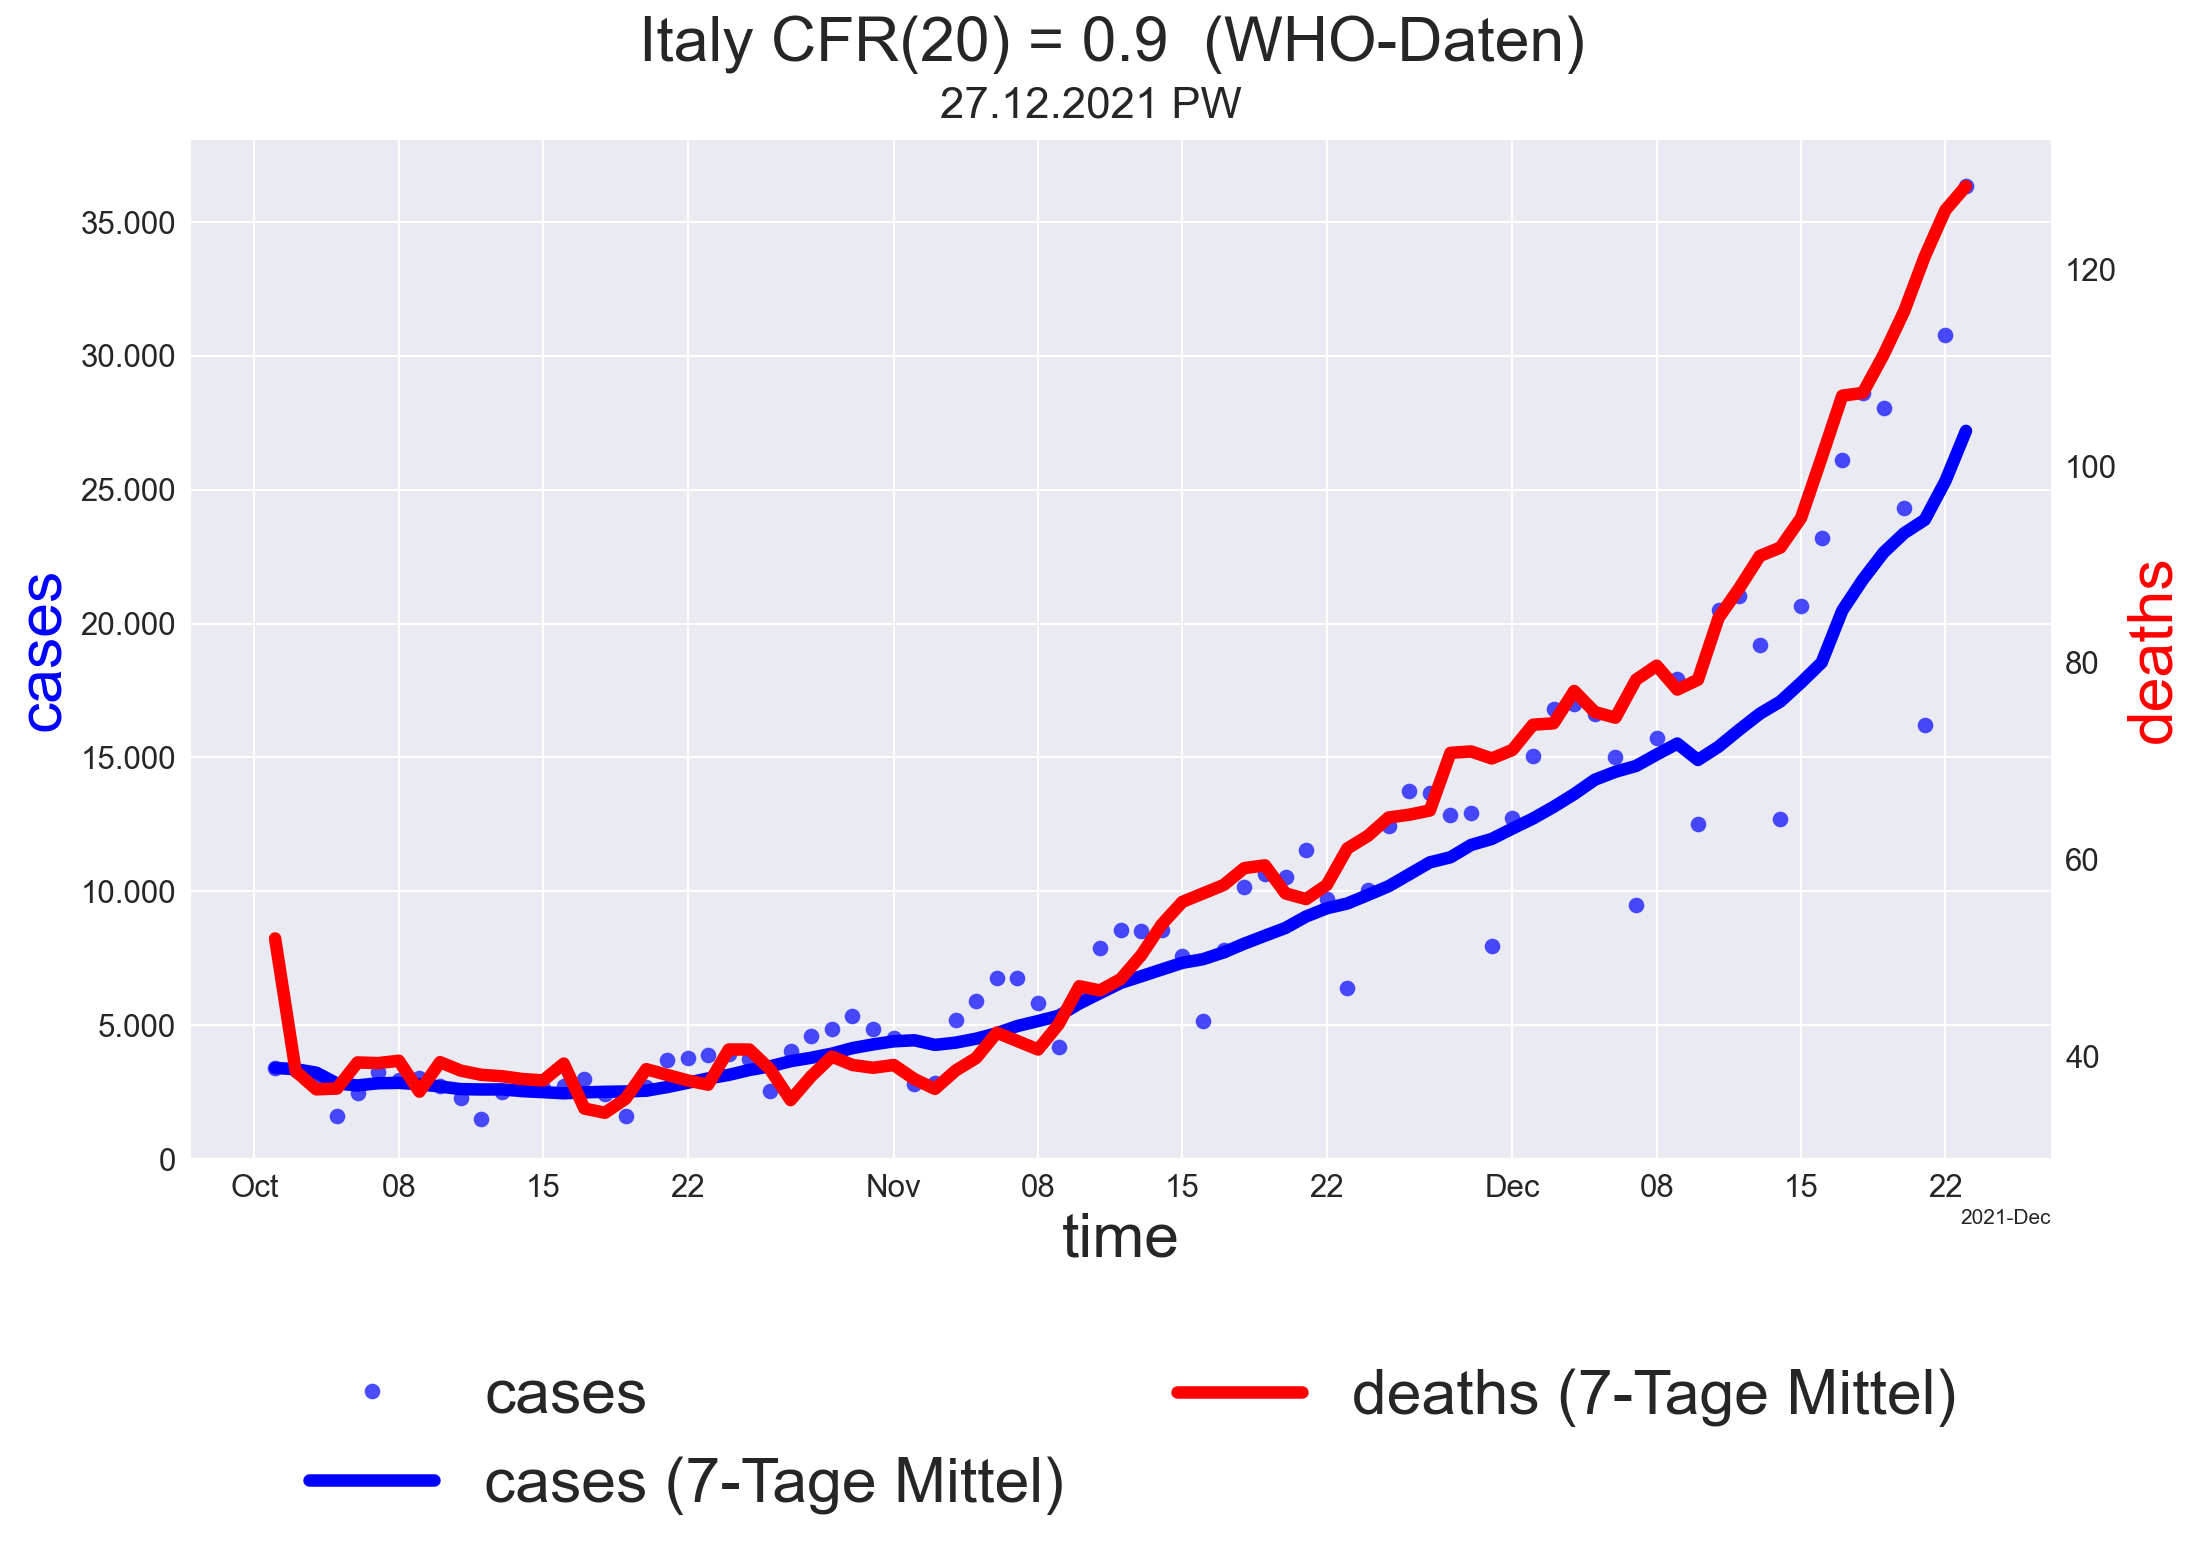 Italy CFR(20) = 0.9  (WHO-Daten)
27.12.2021 PW
cases
35.000
30.000
25.000
20.000
15.000
10.000
5.000
0
deaths
120
100
80
60
40
Oct 08 15 22 Nov 08 15 22 Dec 08 15 22
2021-Dec
time
cases
cases (7-Tage Mittel)
deaths (7-Tage Mittel)